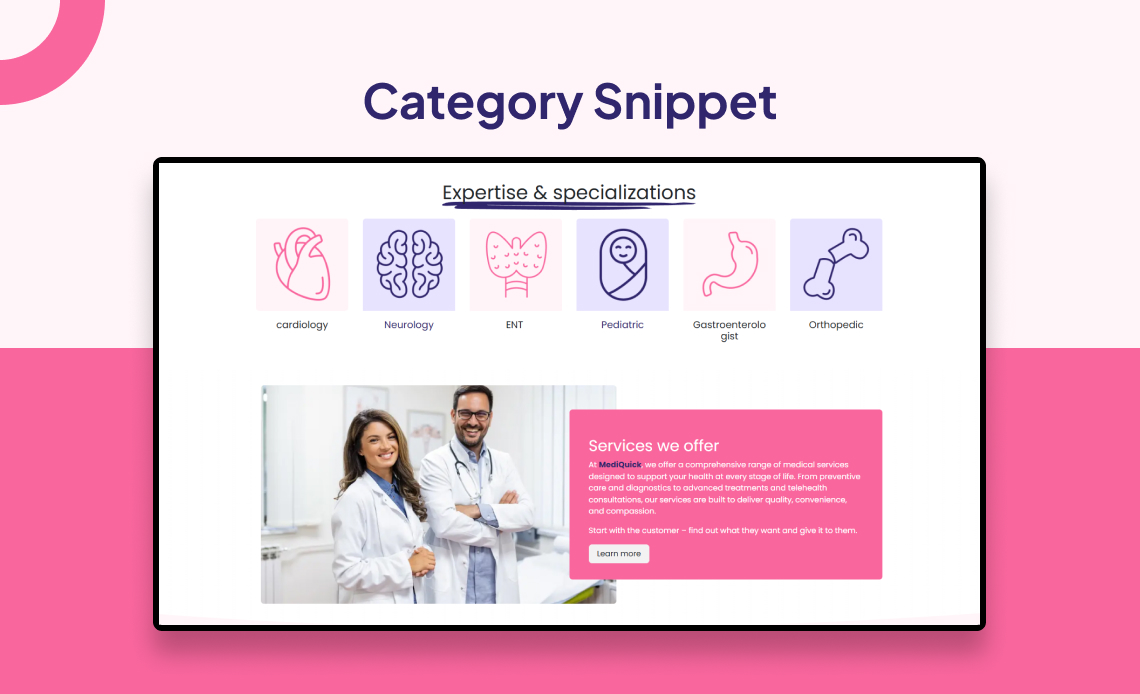 Category Snippet
Expertise & specializations
cardiology
Neurology
ENT
Pediatric
Gastroenterolo
gist
Orthopedic
Services we offer
At MediQuick, we offer a comprehensive range of medical services
designed to support your health at every stage of life. From preventive
care and diagnostics to advanced treatments and telehealth
consultations, our services are built to deliver quality, convenience,
and compassion.
Start with the customer – find out what they want and give it to them.
Learn more